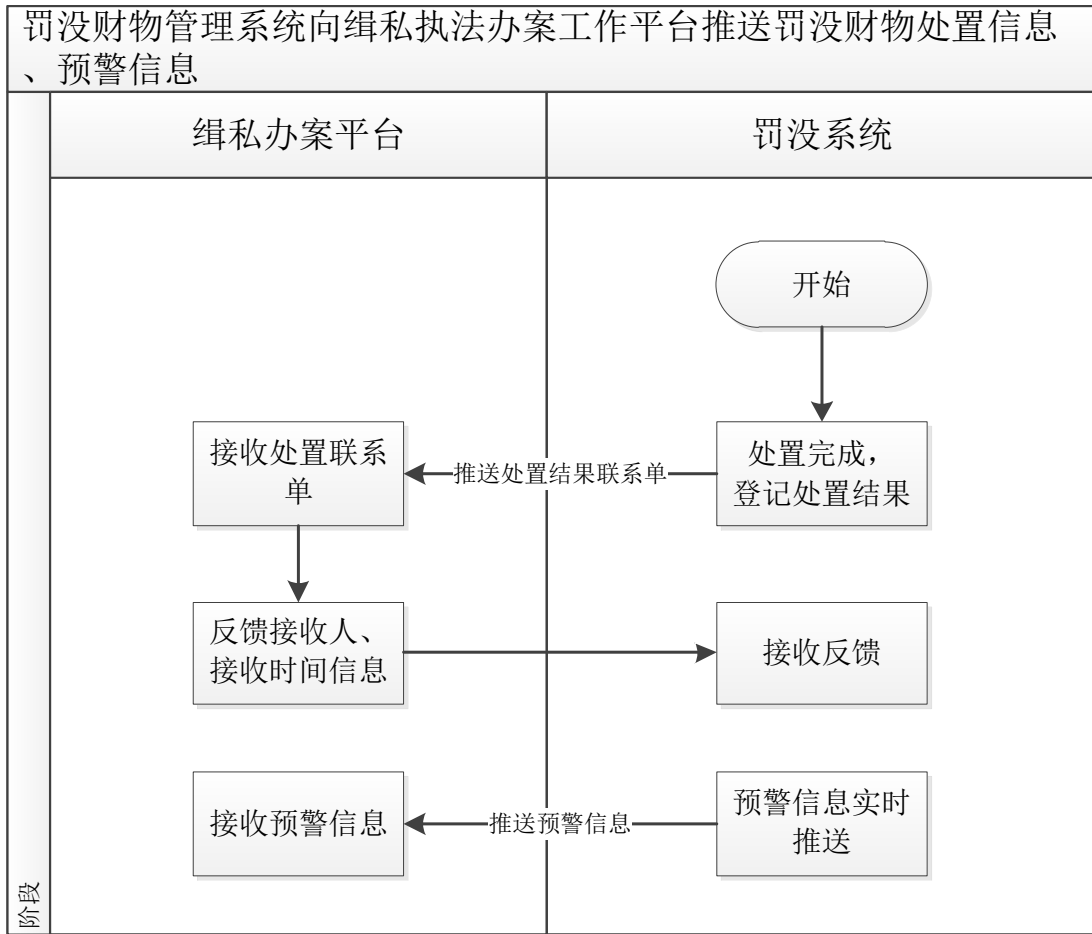 罚没财物管理系统向缉私执法办案工作平台推送罚没财物处置信息
、预警信息
缉私办案平台
罚没系统
开始
接收处置联系
单
推送处置结果联系单
处置完成，
登记处置结果
反馈接收人、
接收时间信息
接收反馈
接收预警信息
推送预警信息
预警信息实时
推送
阶段